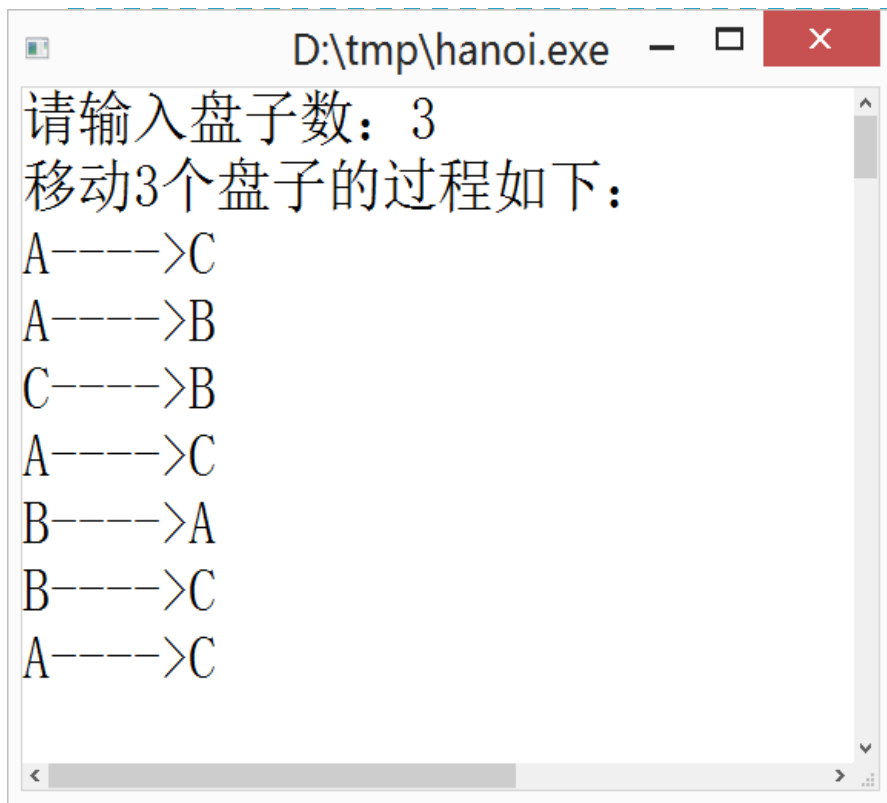 D:\tmp\hanoi.exe
请输入盘子数：3
移动3个盘子的过程如下：
A---->C
A---->B
C---->B
A---->C
B---->A
B---->C
A---->C